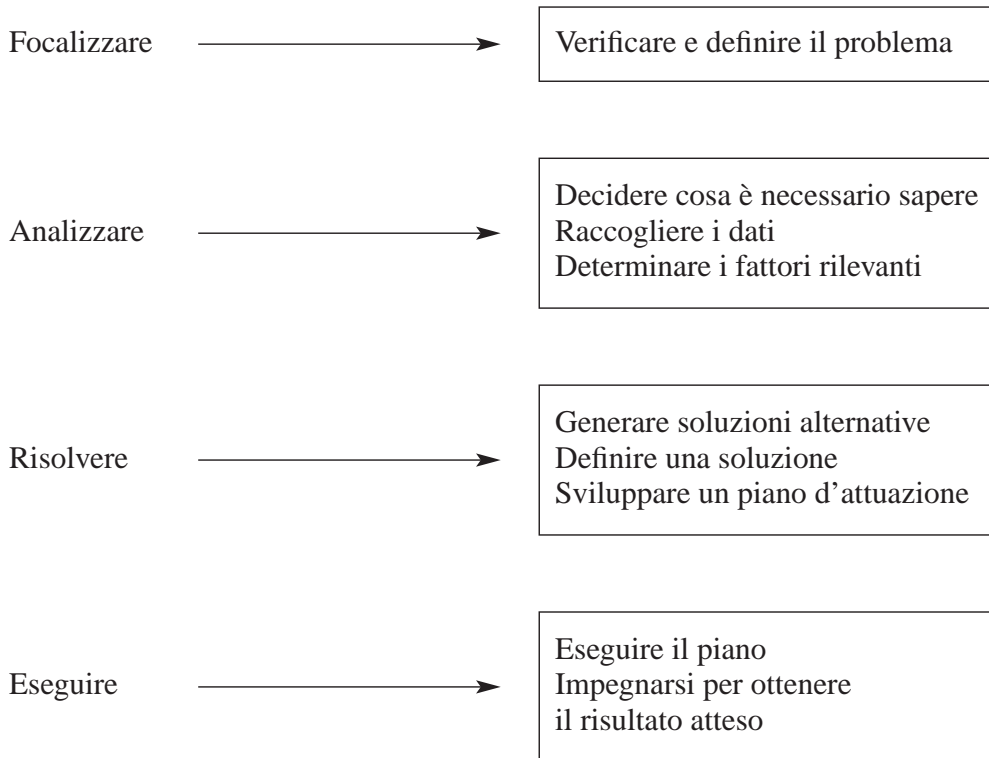 Focalizzare
Verificare e definire il problema
Analizzare
Decidere cosa è necessario sapere
Raccogliere i dati
Determinare i fattori rilevanti
Risolvere
Generare soluzioni alternative
Definire una soluzione
Sviluppare un piano d’attuazione
Eseguire
Eseguire il piano
Impegnarsi per ottenere
il risultato atteso